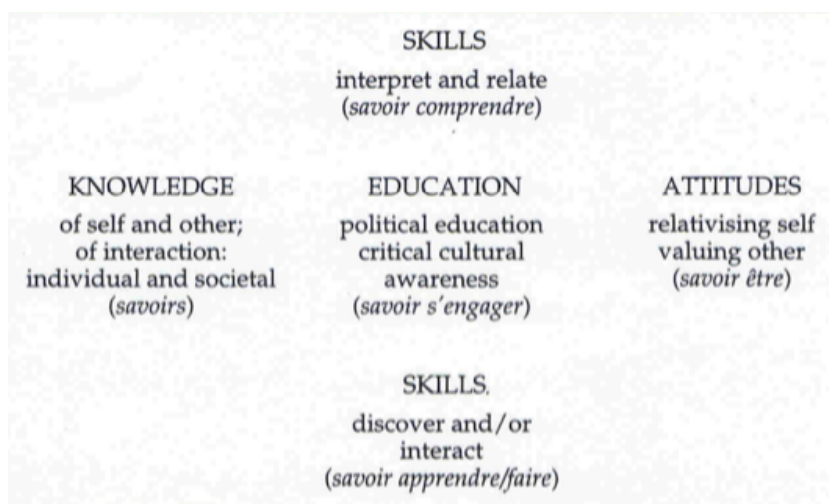 SKILLS
interpret and relate
(savoir comprendre)
KNOWLEDGE
of self and other;
of interaction:
individual and societal
(savoirs)
EDUCATION
political education
critical cultural
awareness
(savoir s'engager)
ATTITUDES
relativising self
valuing other
(savoir être)
SKILLS.
discover and/or
interact
(savoir apprendre/faire)